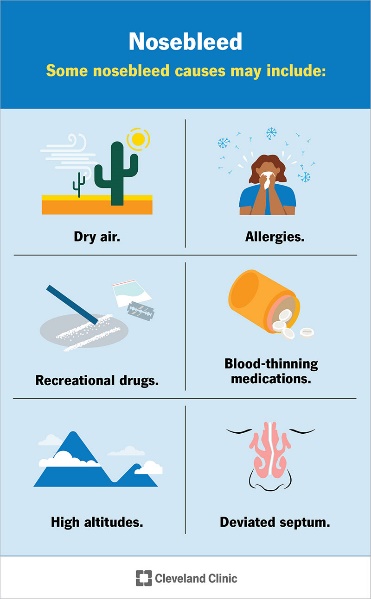 Nosebleed
Some nosebleed causes may include:
Dry air.
Allergies.
Recreational drugs.
Blood-thinning
medications.
High altitudes.
Deviated septum.
Cleveland Clinic